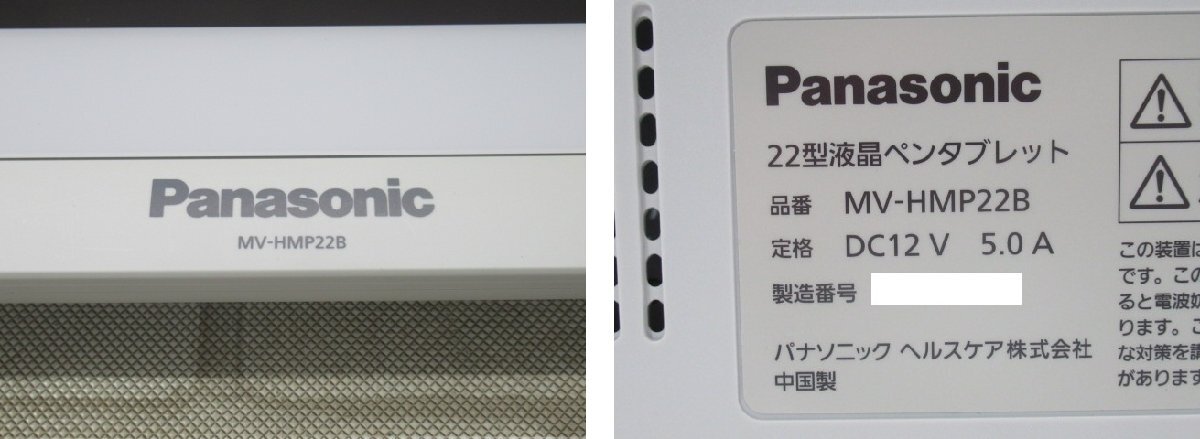 Panasonic
MV-HMP22B
Panasonic
22型液晶ペンタブレット
品番 MV-HMP22B
定格 DC12 V 5.0 A
製造番号
パナソニック ヘルスケア株式会社
中国製
この装置は
です。この
ると電波妨
ります。こ
な対策を講
があります